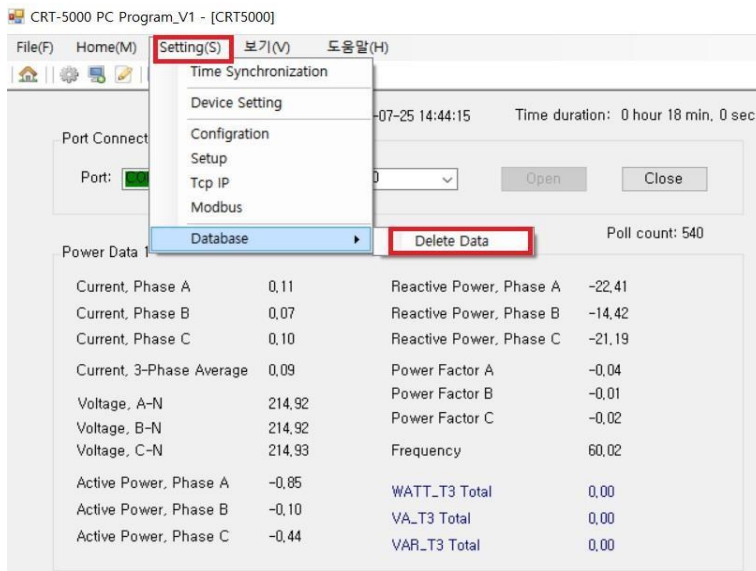 CRT-5000 PC Program_V1 - [CRT5000]
File(F) Home(M) Setting(S) 보기(V) 도움말(H)
Time Synchronization
Device Setting
Configration
Setup
Tcp IP
Modbus
Database
Delete Data
-07-25 14:44:15 Time duration: 0 hour 18 min, 0 sec
Port Connect
Port: Open Close
Poll count: 540
Power Data 1
Current, Phase A 0,11 Reactive Power, Phase A -22,41
Current, Phase B 0,07 Reactive Power, Phase B -14,42
Current, Phase C 0,10 Reactive Power, Phase C -21,19
Current, 3-Phase Average 0,09 Power Factor A -0,04
Power Factor B -0,01
Voltage, A-N 214,92 Power Factor C -0,02
Voltage, B-N 214,92
Voltage, C-N 214,93 Frequency 60,02
Active Power, Phase A -0,85 WATT_T3 Total 0,00
Active Power, Phase B -0,10 VA_T3 Total 0,00
Active Power, Phase C -0,44 VAR_T3 Total 0,00